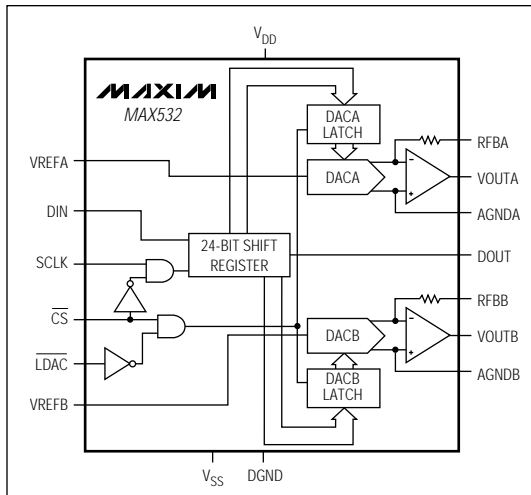 VDD
MAXIM
MAX532
DACA
LATCH
RFBA
VREFA
DACA
VOUTA
AGNDA
DIN
24-BIT SHIFT
REGISTER
DOUT
SCLK
RFBB
CS
DACB
VOUTB
LDAC
AGNDB
DACB
LATCH
VREFB
VSS
DGND